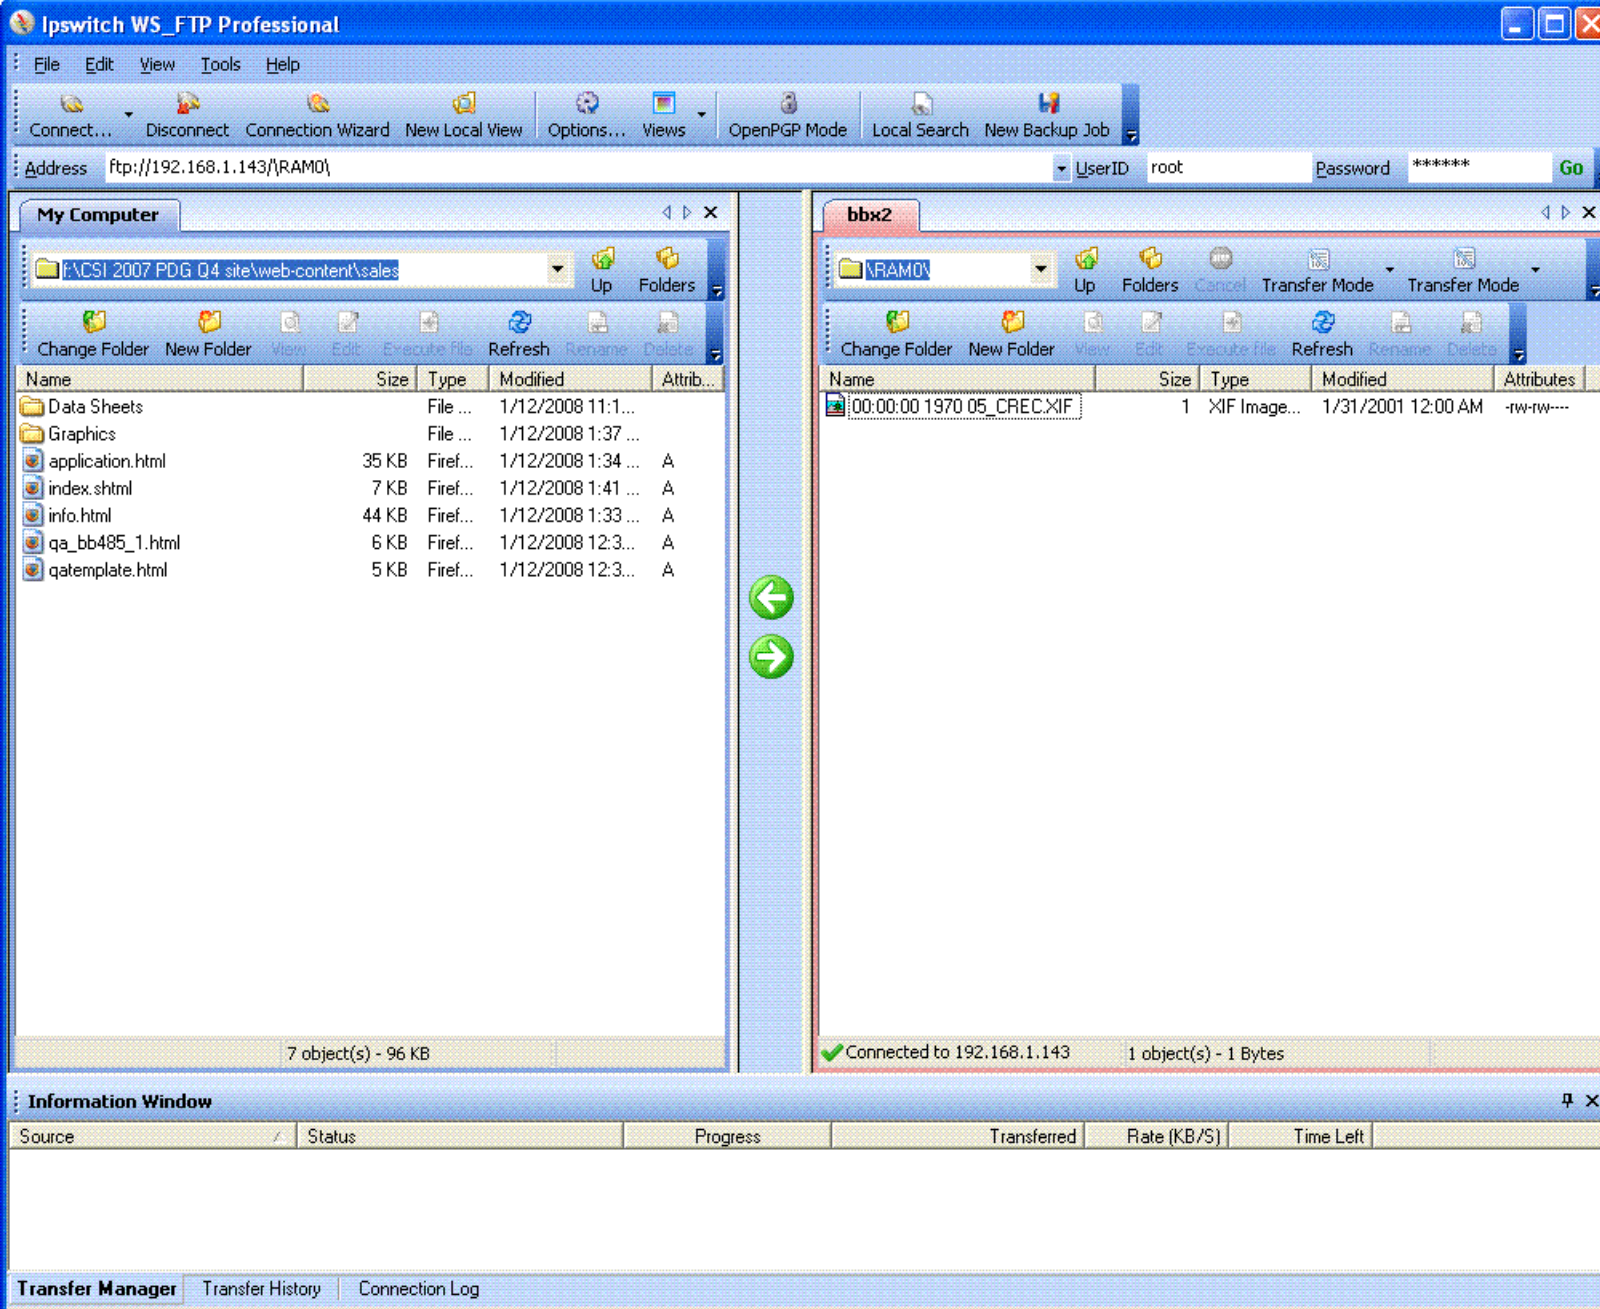 Ipswitch WS_FTP Professional
File Edit View Tools Help
Connect... Disconnect Connection Wizard New Local View Options... Views OpenPGP Mode Local Search New Backup Job
Address ftp://192.168.1.143/\RAM0\ UserID root Password ****** Go
My Computer
f:\CSI 2007 PDG Q4 site\web-content\sales
Up Folders
Change Folder New Folder View Edit Execute file Refresh Rename Delete
Name Size Type Modified Attrib...
Data Sheets File ... 1/12/2008 11:1...
Graphics File ... 1/12/2008 1:37 ...
application.html 35 KB Firef... 1/12/2008 1:34 ... A
index.shtml 7 KB Firef... 1/12/2008 1:41 ... A
info.html 44 KB Firef... 1/12/2008 1:33 ... A
qa_bb485_1.html 6 KB Firef... 1/12/2008 12:3... A
qatemplate.html 5 KB Firef... 1/12/2008 12:3... A
7 object(s) - 96 KB
bbx2
\RAM0\
Up Folders Cancel Transfer Mode Transfer Mode
Change Folder New Folder View Edit Execute file Refresh Rename Delete
Name Size Type Modified Attributes
00:00:00 1970 05_CREC.XIF 1 XIF Image... 1/31/2001 12:00 AM -rw-rw----
Connected to 192.168.1.143 1 object(s) - 1 Bytes
Information Window
Source Status Progress Transferred Rate (KB/S) Time Left
Transfer Manager Transfer History Connection Log